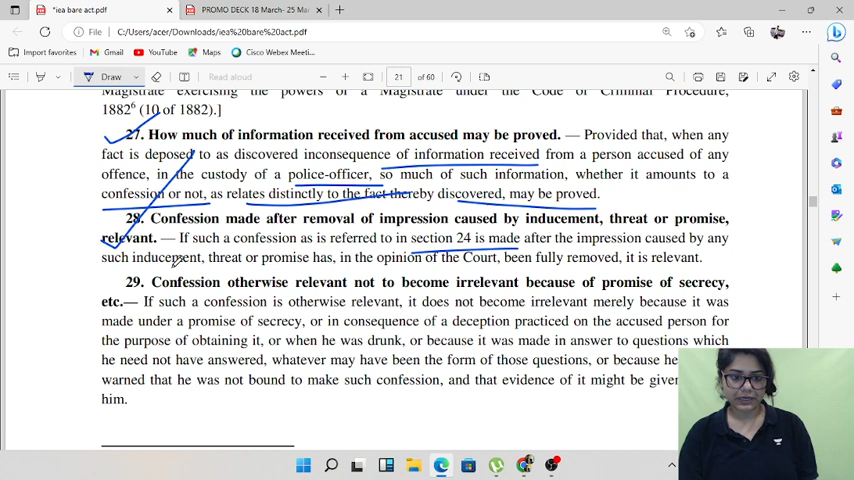 *iea bare act.pdf
PROMO DECK 18 March- 25 Mar
File
C:/Users/acer/Downloads/iea%20bare%20act.pdf
Import favorites
Gmail
YouTube
Maps
Cisco Webex Meeti...
Draw
Read aloud
21 of 60
Magistrate exercising the powers of a Magistrate under the Code of Criminal Procedure,
1882⁶ (10 of 1882).]
27. How much of information received from accused may be proved. — Provided that, when any
fact is deposed to as discovered inconsequence of information received from a person accused of any
offence, in the custody of a police-officer, so much of such information, whether it amounts to a
confession or not, as relates distinctly to the fact thereby discovered, may be proved.
28. Confession made after removal of impression caused by inducement, threat or promise,
relevant. — If such a confession as is referred to in section 24 is made after the impression caused by any
such inducement, threat or promise has, in the opinion of the Court, been fully removed, it is relevant.
29. Confession otherwise relevant not to become irrelevant because of promise of secrecy,
etc.— If such a confession is otherwise relevant, it does not become irrelevant merely because it was
made under a promise of secrecy, or in consequence of a deception practiced on the accused person for
the purpose of obtaining it, or when he was drunk, or because it was made in answer to questions which
he need not have answered, whatever may have been the form of those questions, or because he
warned that he was not bound to make such confession, and that evidence of it might be give
him.